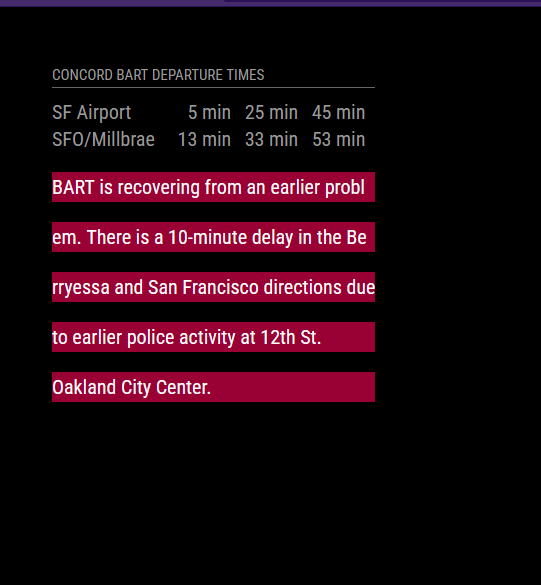 CONCORD BART DEPARTURE TIMES
SF Airport 5 min 25 min 45 min
SFO/Millbrae 13 min 33 min 53 min
BART is recovering from an earlier probl
em. There is a 10-minute delay in the Be
rryessa and San Francisco directions due
to earlier police activity at 12th St.
Oakland City Center.